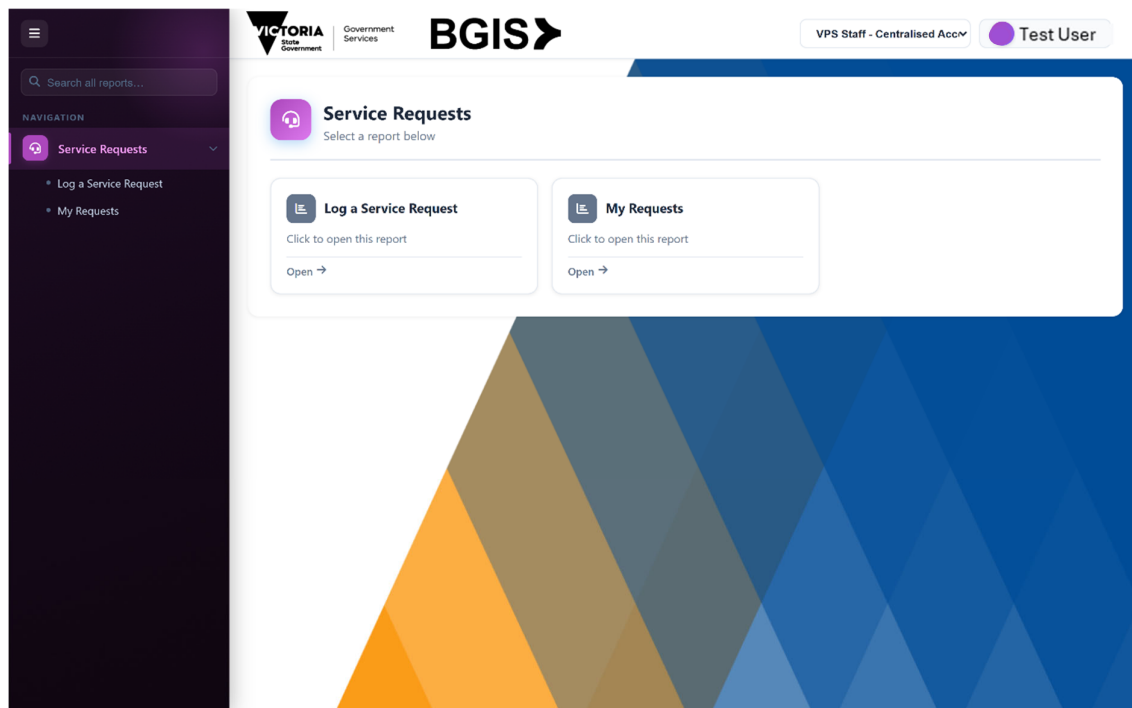 VICTORIA
State
Government
Government
Services
BGIS
VPS Staff - Centralised Acc
Test User
Search all reports...
NAVIGATION
Service Requests
Log a Service Request
My Requests
Service Requests
Select a report below
Log a Service Request
Click to open this report
Open
My Requests
Click to open this report
Open